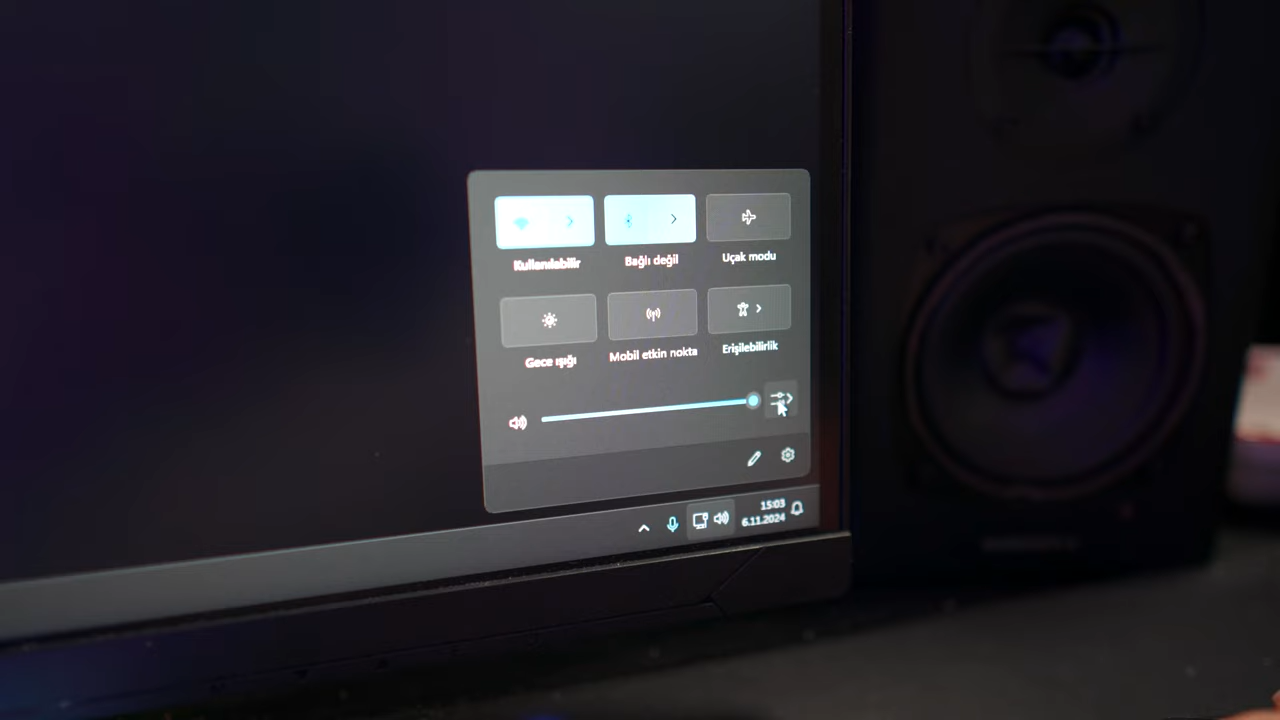 Kullanılabilir
Bağlı değil
Uçak modu
Gece ışığı
Mobil etkin nokta
Erişilebilirlik
15:03
6.11.2024